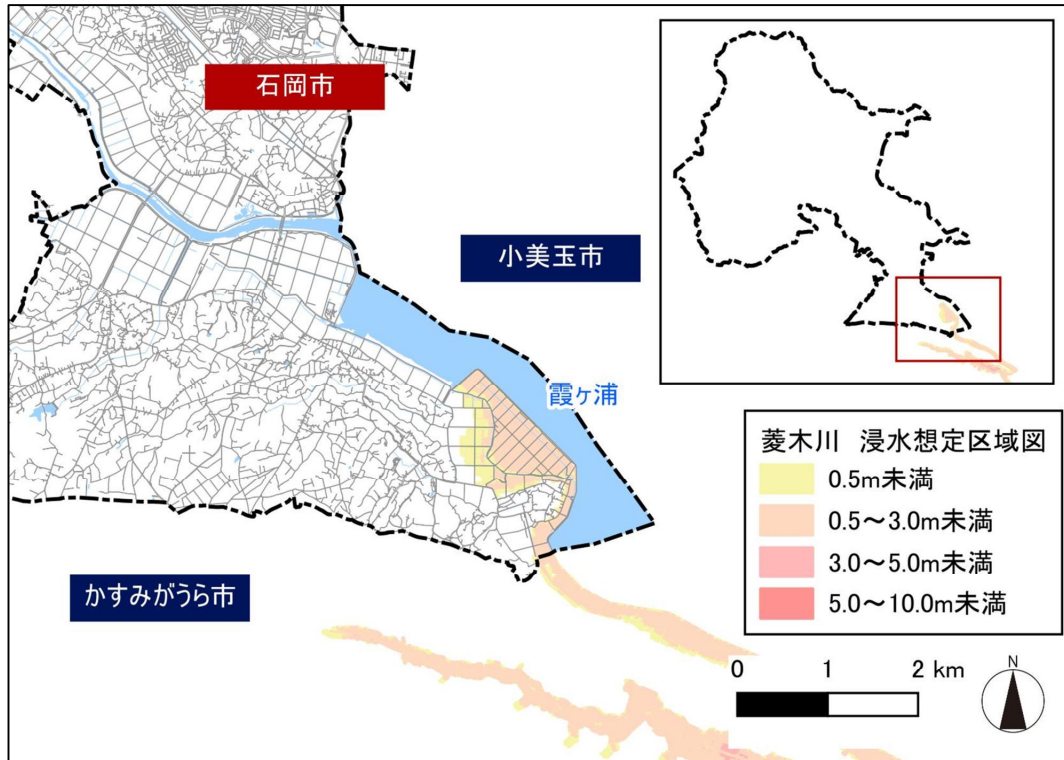 石岡市
小美玉市
霞ヶ浦
かすみがうら市
菱木川 浸水想定区域図
0.5m未満
0.5～3.0m未満
3.0～5.0m未満
5.0～10.0m未満
0 1 2 km
N